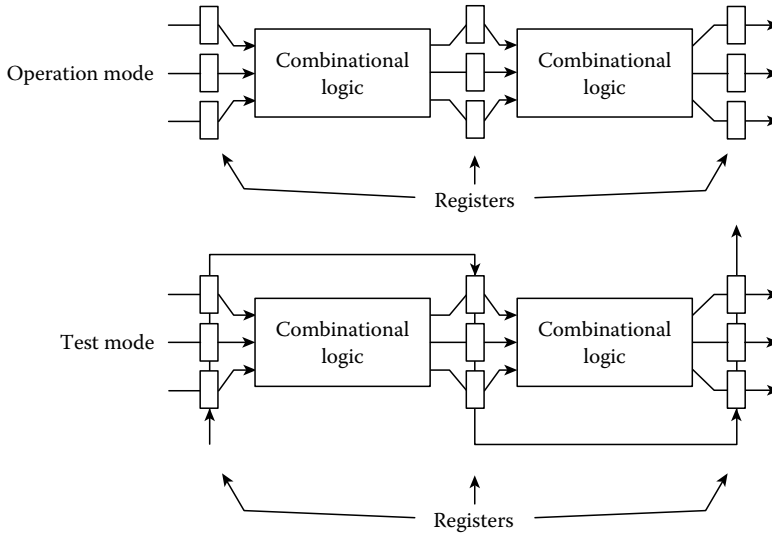 Operation mode
Combinational
logic
Combinational
logic
Registers
Test mode
Combinational
logic
Combinational
logic
Registers